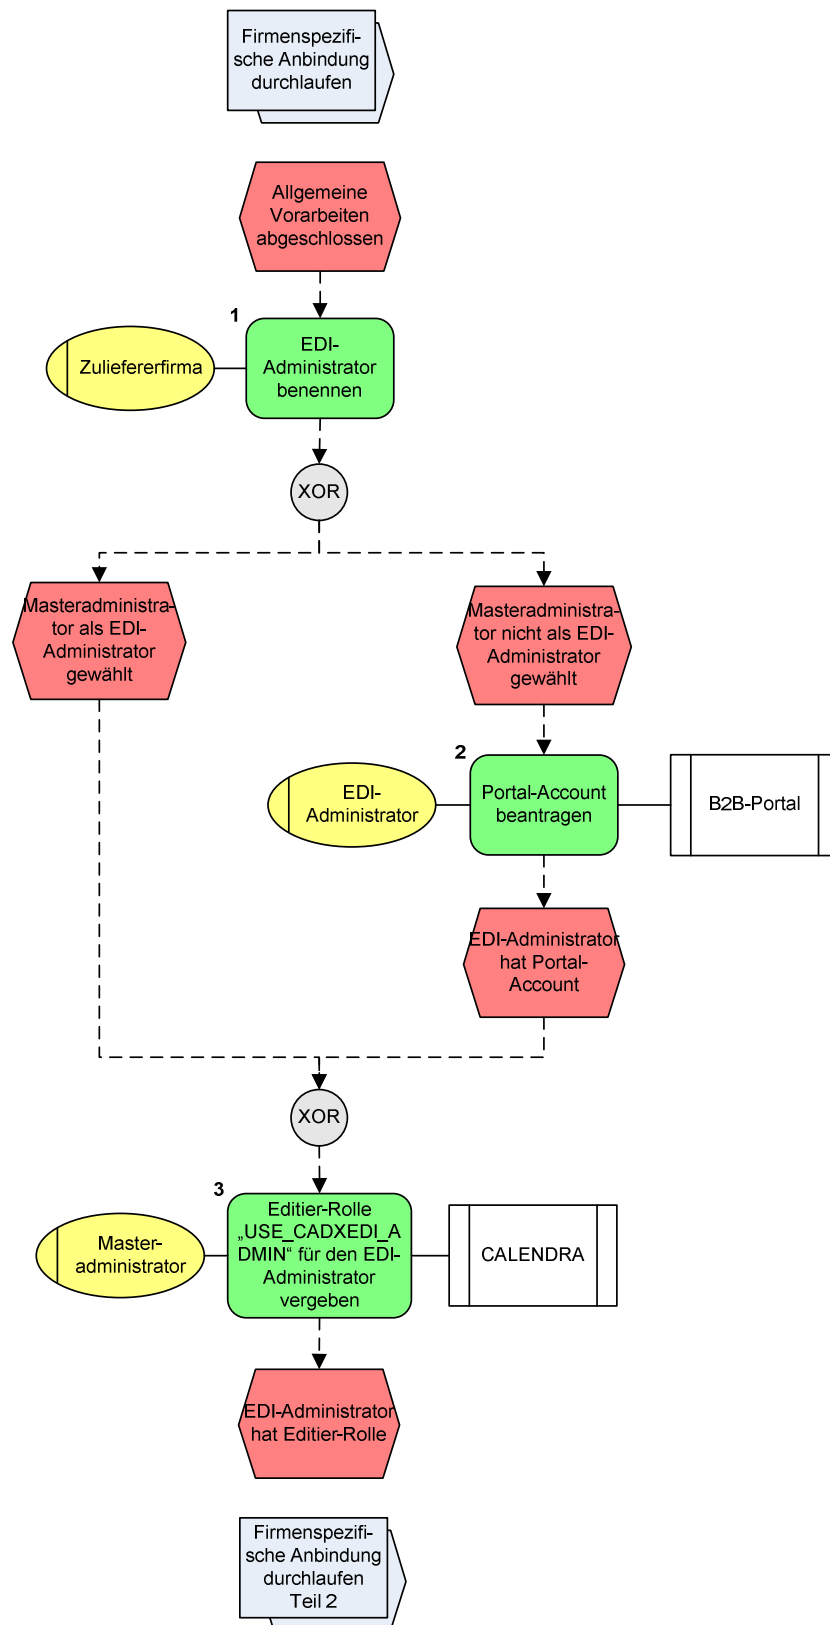 Firmenspezifi-
sche Anbindung
durchlaufen
Allgemeine
Vorarbeiten
abgeschlossen
1
EDI-
Administrator
benennen
Zuliefererfirma
XOR
Masteradministra-
tor als EDI-
Administrator
gewählt
Masteradministra-
tor nicht als EDI-
Administrator
gewählt
2
EDI-
Administrator
Portal-Account
beantragen
B2B-Portal
EDI-Administrator
hat Portal-
Account
XOR
3
Master-
administrator
Editier-Rolle
„USE_CADXEDI_A
DMIN“ für den EDI-
Administrator
vergeben
CALENDRA
EDI-Administrator
hat Editier-Rolle
Firmenspezifi-
sche Anbindung
durchlaufen
Teil 2